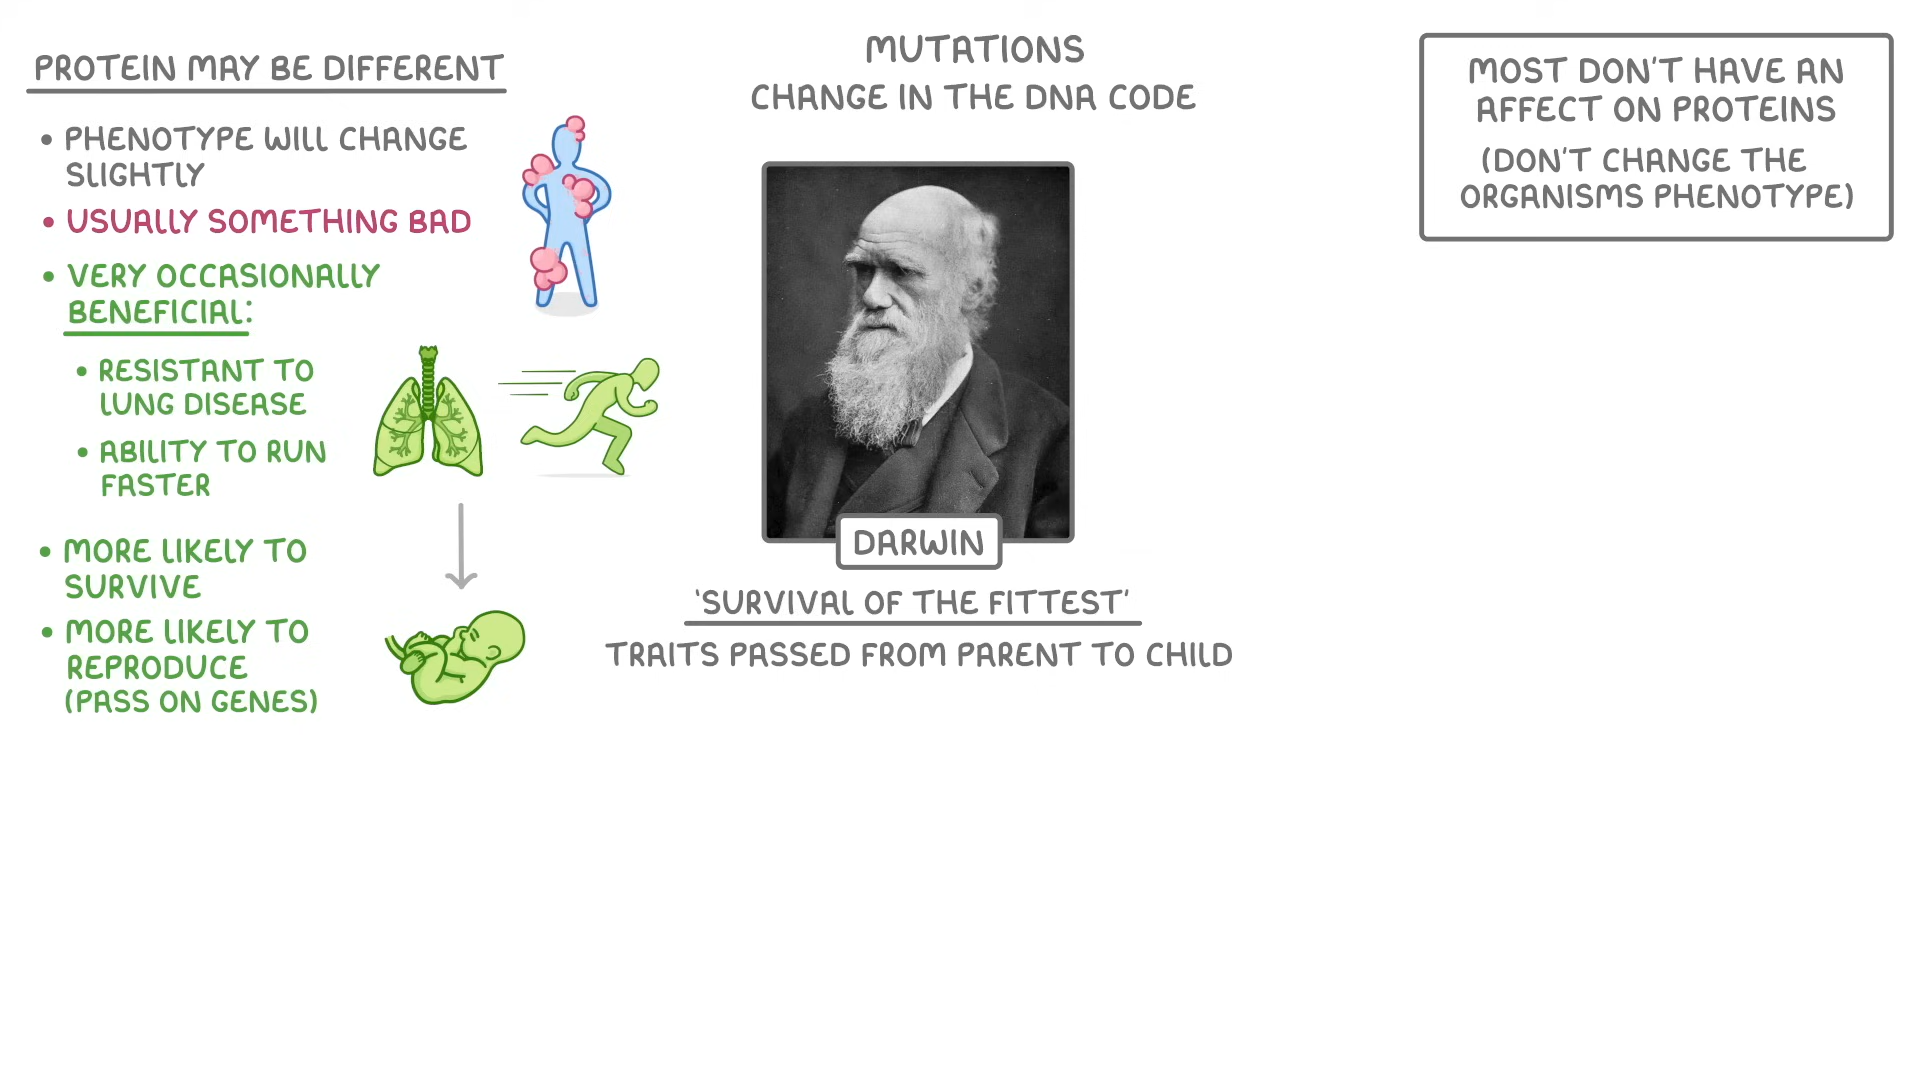 PROTEIN MAY BE DIFFERENT
• PHENOTYPE WILL CHANGE
SLIGHTLY
• USUALLY SOMETHING BAD
• VERY OCCASIONALLY
BENEFICIAL:
• RESISTANT TO
LUNG DISEASE
• ABILITY TO RUN
FASTER
• MORE LIKELY TO
SURVIVE
• MORE LIKELY TO
REPRODUCE
(PASS ON GENES)
MUTATIONS
CHANGE IN THE DNA CODE
DARWIN
'SURVIVAL OF THE FITTEST'
TRAITS PASSED FROM PARENT TO CHILD
MOST DON'T HAVE AN
AFFECT ON PROTEINS
(DON'T CHANGE THE
ORGANISMS PHENOTYPE)